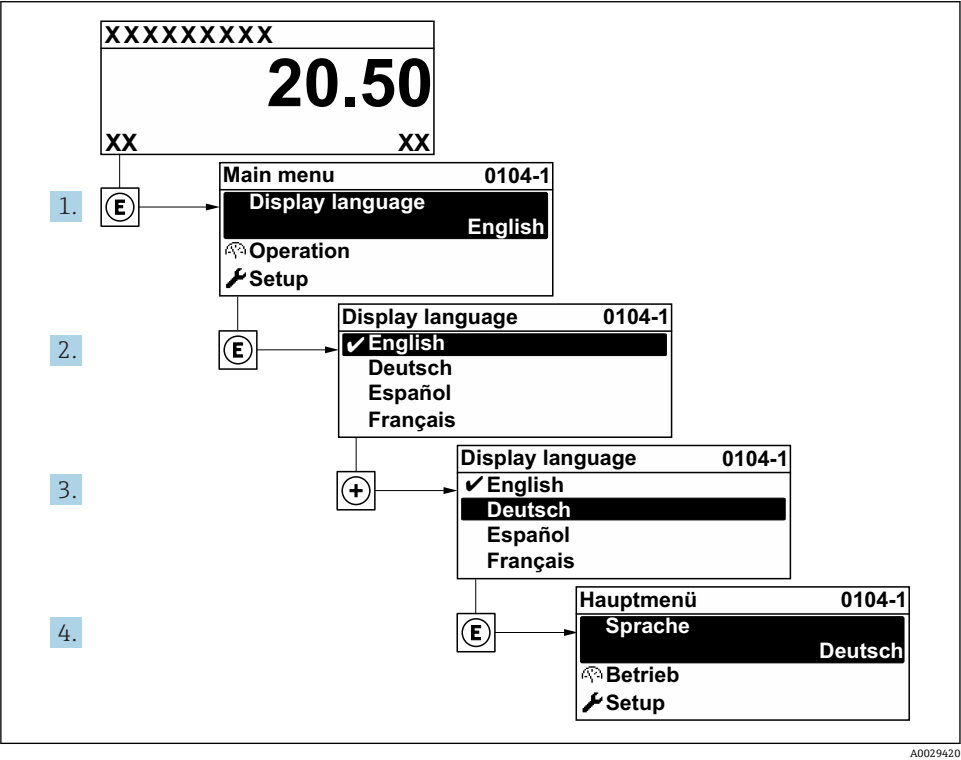 XXXXXXXXX
20.50
XX XX
1. E
Main menu 0104-1
Display language
English
Operation
Setup
2. E
Display language 0104-1
✔ English
Deutsch
Español
Français
3. +
Display language 0104-1
✔ English
Deutsch
Español
Français
4. E
Hauptmenü 0104-1
Sprache
Deutsch
Betrieb
Setup
A0029420